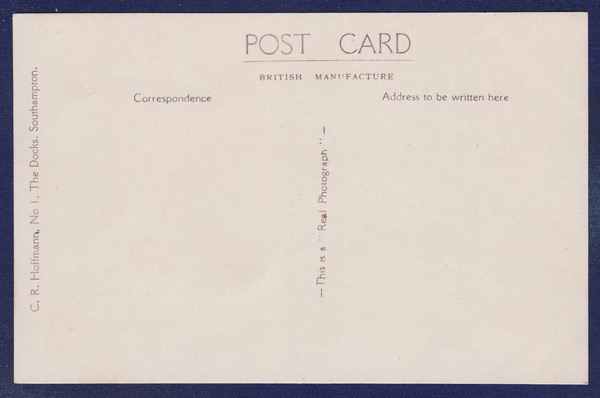 POST CARD
BRITISH MANUFACTURE
Correspondence
Address to be written here
C. R. Hoffmann, No 1, The Docks, Southampton.
—This is a "Real Photograph"—